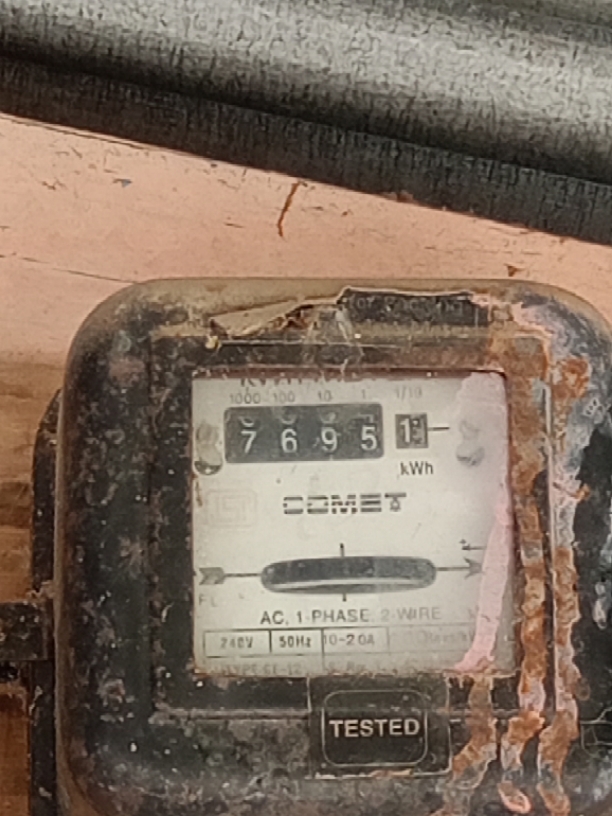 1000 100 10 1 1/10
7 6 9 5 1
kWh
COMET
AC, 1-PHASE, 2-WIRE
240V 50Hz 10-20A
TESTED